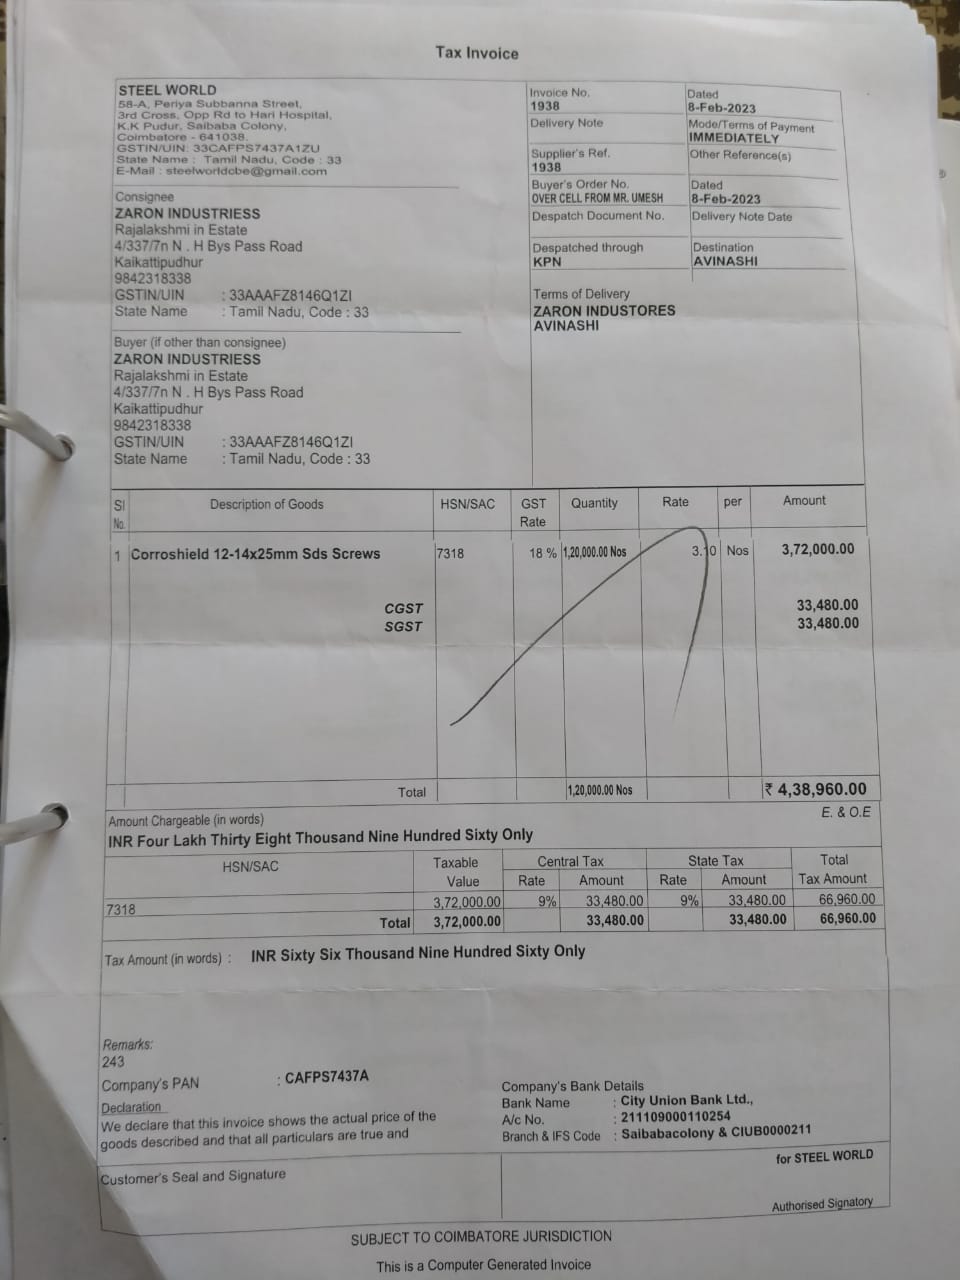 Tax Invoice
STEEL WORLD
58-A, Periya Subbanna Street,
3rd Cross, Opp Rd to Hari Hospital,
K.K Pudur, Saibaba Colony,
Coimbatore - 641038.
GSTIN/UIN: 33CAFPS7437A1ZU
State Name : Tamil Nadu, Code : 33
E-Mail : steelworldcbe@gmail.com
Invoice No.
1938
Dated
8-Feb-2023
Delivery Note
Mode/Terms of Payment
IMMEDIATELY
Supplier's Ref.
1938
Other Reference(s)
Buyer's Order No.
OVER CELL FROM MR. UMESH
Dated
8-Feb-2023
Despatch Document No.
Delivery Note Date
Despatched through
KPN
Destination
AVINASHI
Terms of Delivery
ZARON INDUSTORES
AVINASHI
Consignee
ZARON INDUSTRIESS
Rajalakshmi in Estate
4/337/7n N . H Bys Pass Road
Kaikattipudhur
9842318338
GSTIN/UIN : 33AAAFZ8146Q1ZI
State Name : Tamil Nadu, Code : 33
Buyer (if other than consignee)
ZARON INDUSTRIESS
Rajalakshmi in Estate
4/337/7n N . H Bys Pass Road
Kaikattipudhur
9842318338
GSTIN/UIN : 33AAAFZ8146Q1ZI
State Name : Tamil Nadu, Code : 33
Sl No. Description of Goods HSN/SAC GST Rate Quantity Rate per Amount
1 Corroshield 12-14x25mm Sds Screws 7318 18 % 1,20,000.00 Nos 3.10 Nos 3,72,000.00
CGST 33,480.00
SGST 33,480.00
Total 1,20,000.00 Nos ₹ 4,38,960.00
Amount Chargeable (in words) E. & O.E
INR Four Lakh Thirty Eight Thousand Nine Hundred Sixty Only
HSN/SAC Taxable Value Central Tax State Tax Total Tax Amount
Rate Amount Rate Amount
7318 3,72,000.00 9% 33,480.00 9% 33,480.00 66,960.00
Total 3,72,000.00 33,480.00 33,480.00 66,960.00
Tax Amount (in words) : INR Sixty Six Thousand Nine Hundred Sixty Only
Remarks:
243
Company's PAN : CAFPS7437A
Declaration
We declare that this invoice shows the actual price of the
goods described and that all particulars are true and
Company's Bank Details
Bank Name : City Union Bank Ltd.,
A/c No. : 211109000110254
Branch & IFS Code : Saibabacolony & CIUB0000211
Customer's Seal and Signature
for STEEL WORLD
Authorised Signatory
SUBJECT TO COIMBATORE JURISDICTION
This is a Computer Generated Invoice